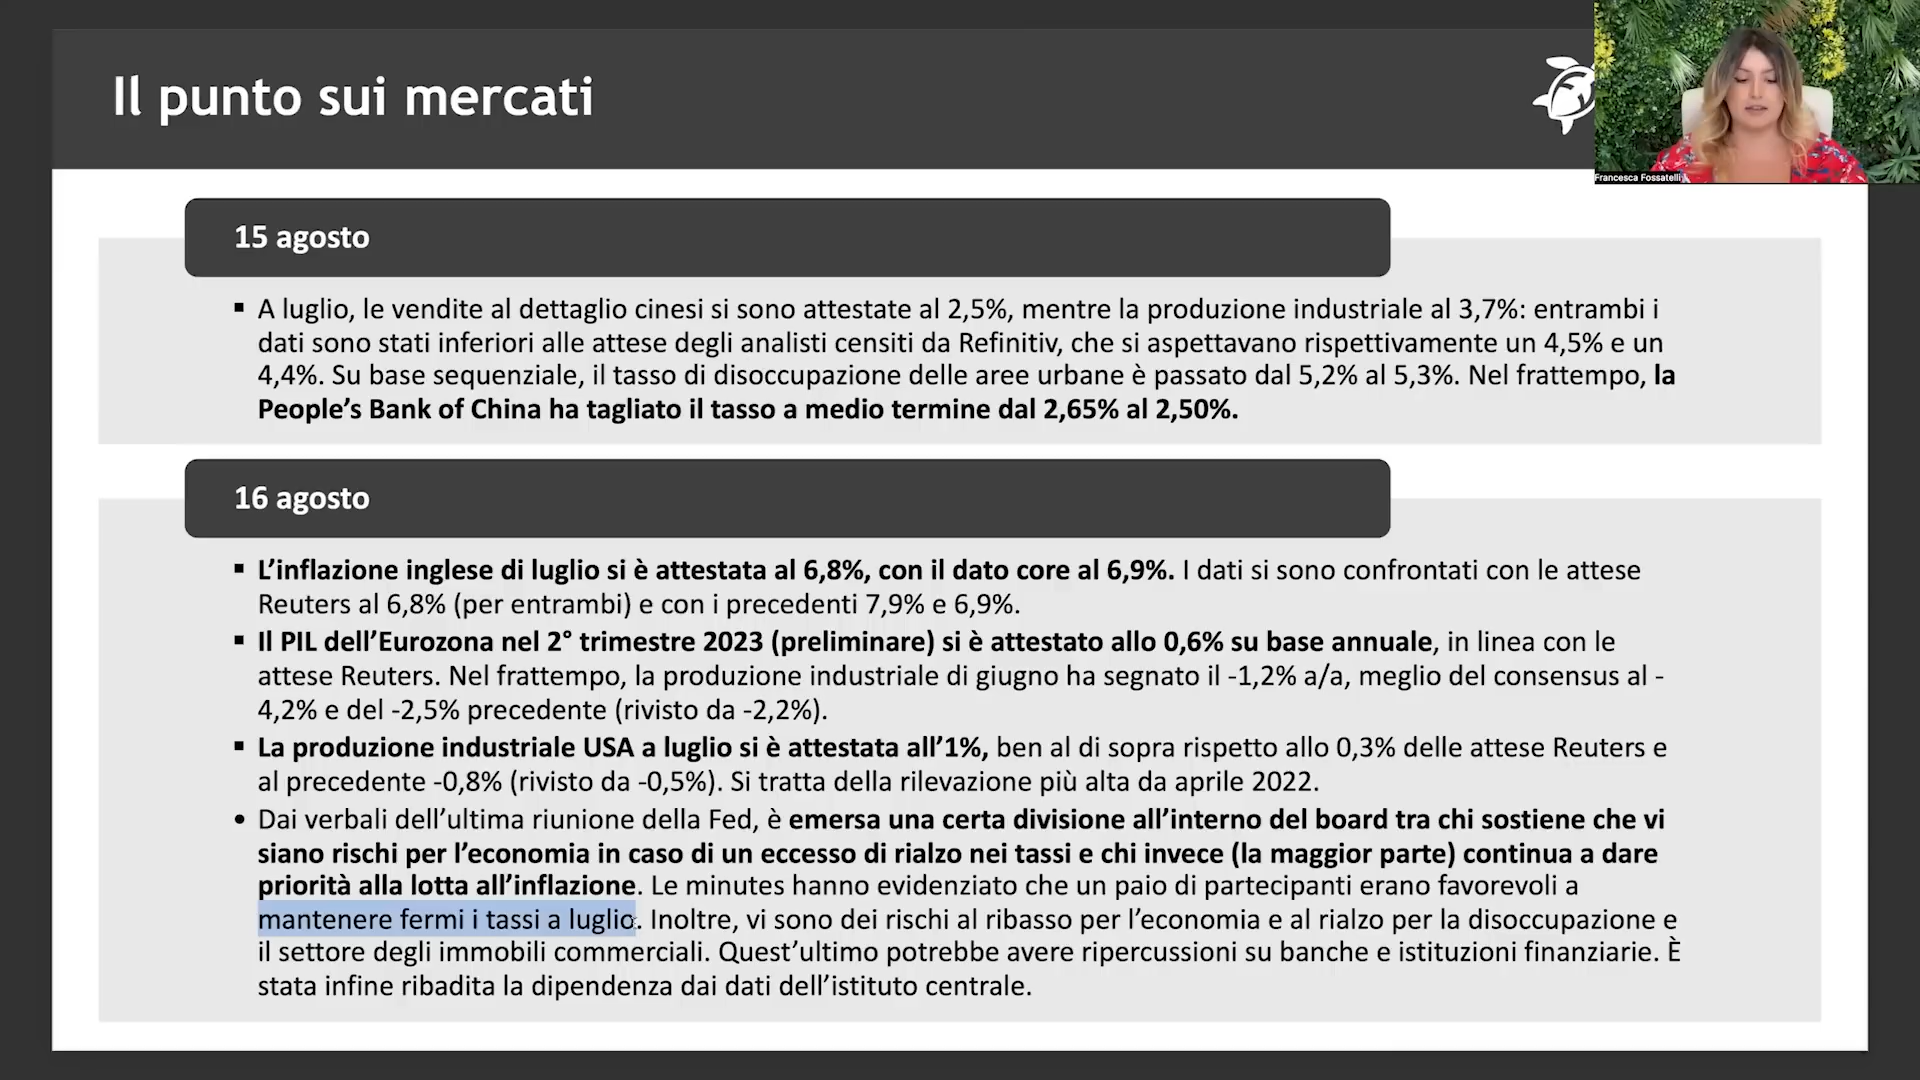 Il punto sui mercati
Francesca Fossatelli
15 agosto
▪ A luglio, le vendite al dettaglio cinesi si sono attestate al 2,5%, mentre la produzione industriale al 3,7%: entrambi i
dati sono stati inferiori alle attese degli analisti censiti da Refinitiv, che si aspettavano rispettivamente un 4,5% e un
4,4%. Su base sequenziale, il tasso di disoccupazione delle aree urbane è passato dal 5,2% al 5,3%. Nel frattempo, la
People’s Bank of China ha tagliato il tasso a medio termine dal 2,65% al 2,50%.
16 agosto
▪ L’inflazione inglese di luglio si è attestata al 6,8%, con il dato core al 6,9%. I dati si sono confrontati con le attese
Reuters al 6,8% (per entrambi) e con i precedenti 7,9% e 6,9%.
▪ Il PIL dell’Eurozona nel 2° trimestre 2023 (preliminare) si è attestato allo 0,6% su base annuale, in linea con le
attese Reuters. Nel frattempo, la produzione industriale di giugno ha segnato il -1,2% a/a, meglio del consensus al -
4,2% e del -2,5% precedente (rivisto da -2,2%).
▪ La produzione industriale USA a luglio si è attestata all’1%, ben al di sopra rispetto allo 0,3% delle attese Reuters e
al precedente -0,8% (rivisto da -0,5%). Si tratta della rilevazione più alta da aprile 2022.
• Dai verbali dell’ultima riunione della Fed, è emersa una certa divisione all’interno del board tra chi sostiene che vi
siano rischi per l’economia in caso di un eccesso di rialzo nei tassi e chi invece (la maggior parte) continua a dare
priorità alla lotta all’inflazione. Le minutes hanno evidenziato che un paio di partecipanti erano favorevoli a
mantenere fermi i tassi a luglio. Inoltre, vi sono dei rischi al ribasso per l’economia e al rialzo per la disoccupazione e
il settore degli immobili commerciali. Quest’ultimo potrebbe avere ripercussioni su banche e istituzioni finanziarie. È
stata infine ribadita la dipendenza dai dati dell’istituto centrale.